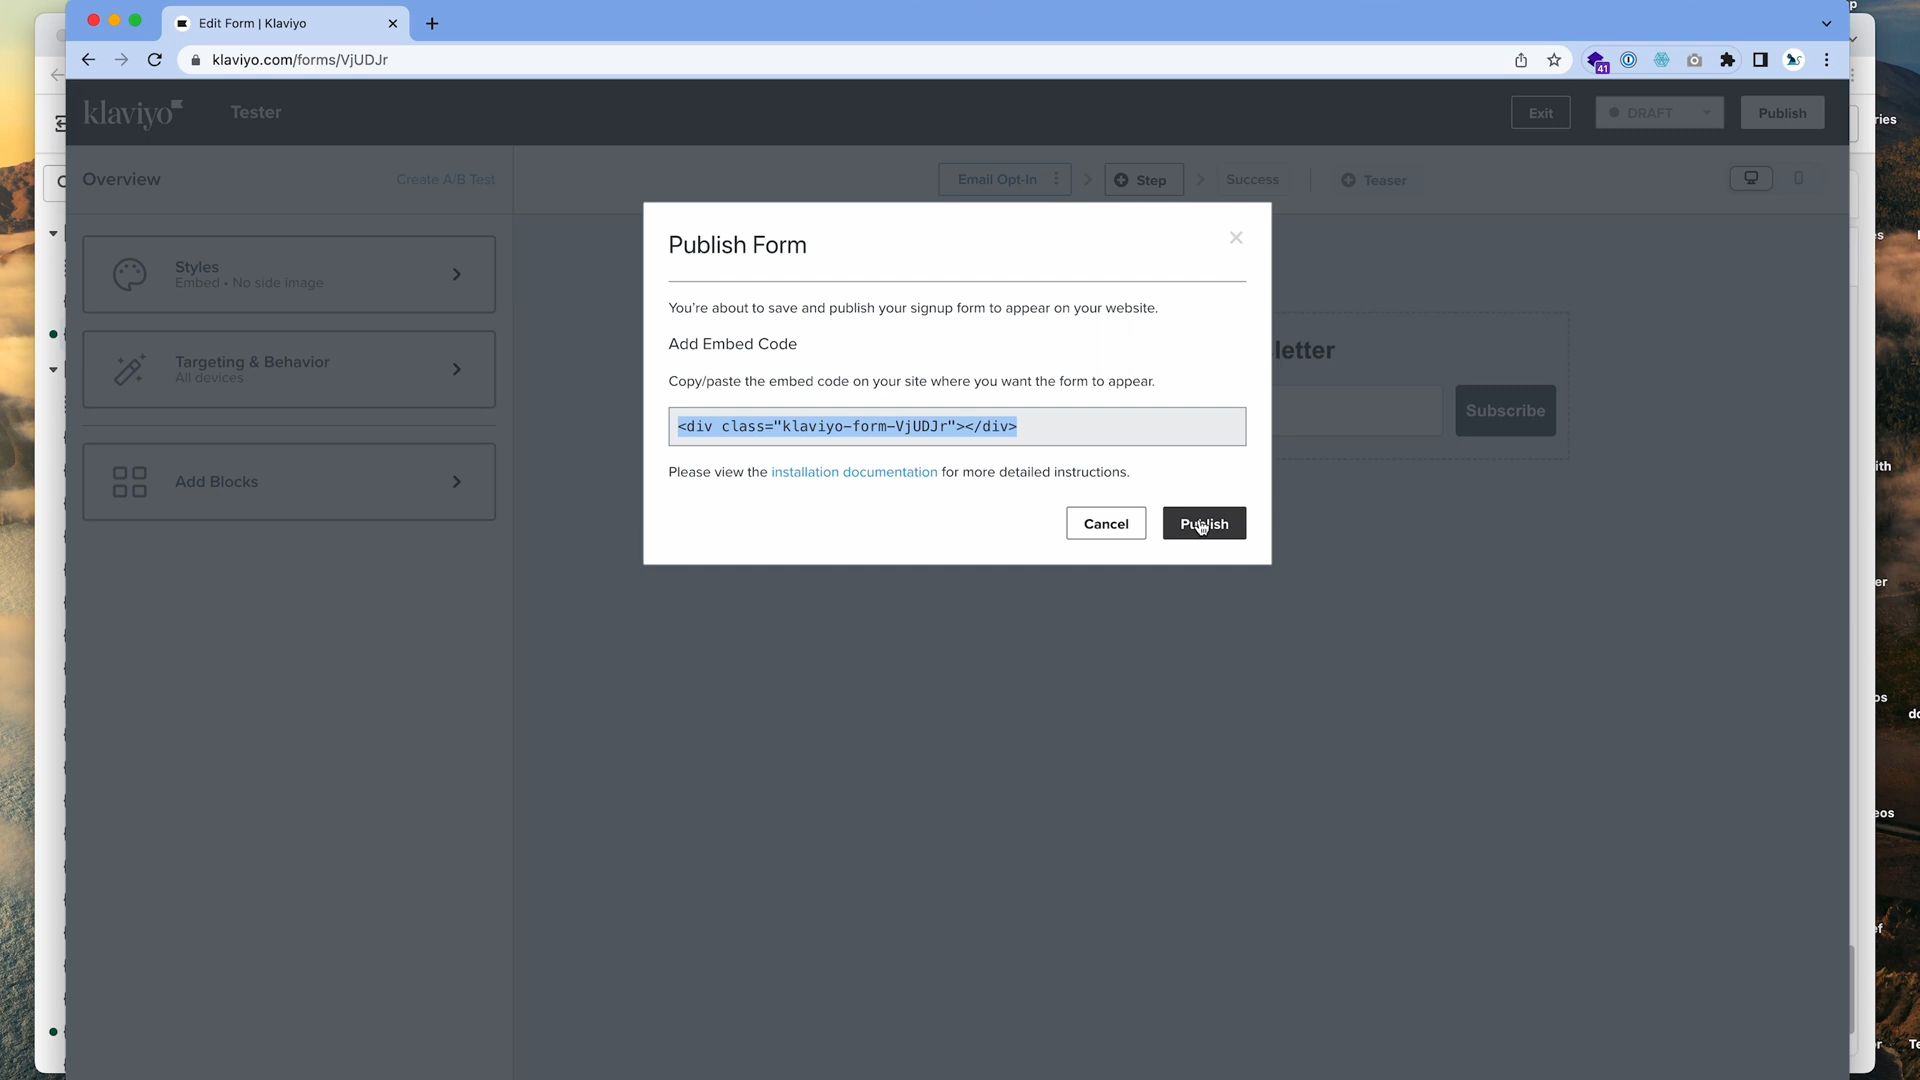 Edit Form | Klaviyo
klaviyo.com/forms/VjUDJr
41
klaviyo
Tester
Exit
DRAFT
Publish
Overview
Create A/B Test
Email Opt-In
Step
Success
Teaser
Styles
Embed • No side image
Targeting & Behavior
All devices
Add Blocks
Publish Form
You're about to save and publish your signup form to appear on your website.
Add Embed Code
Copy/paste the embed code on your site where you want the form to appear.
<div class="klaviyo-form-VjUDJr"></div>
Please view the installation documentation for more detailed instructions.
Cancel
Publish
letter
Subscribe